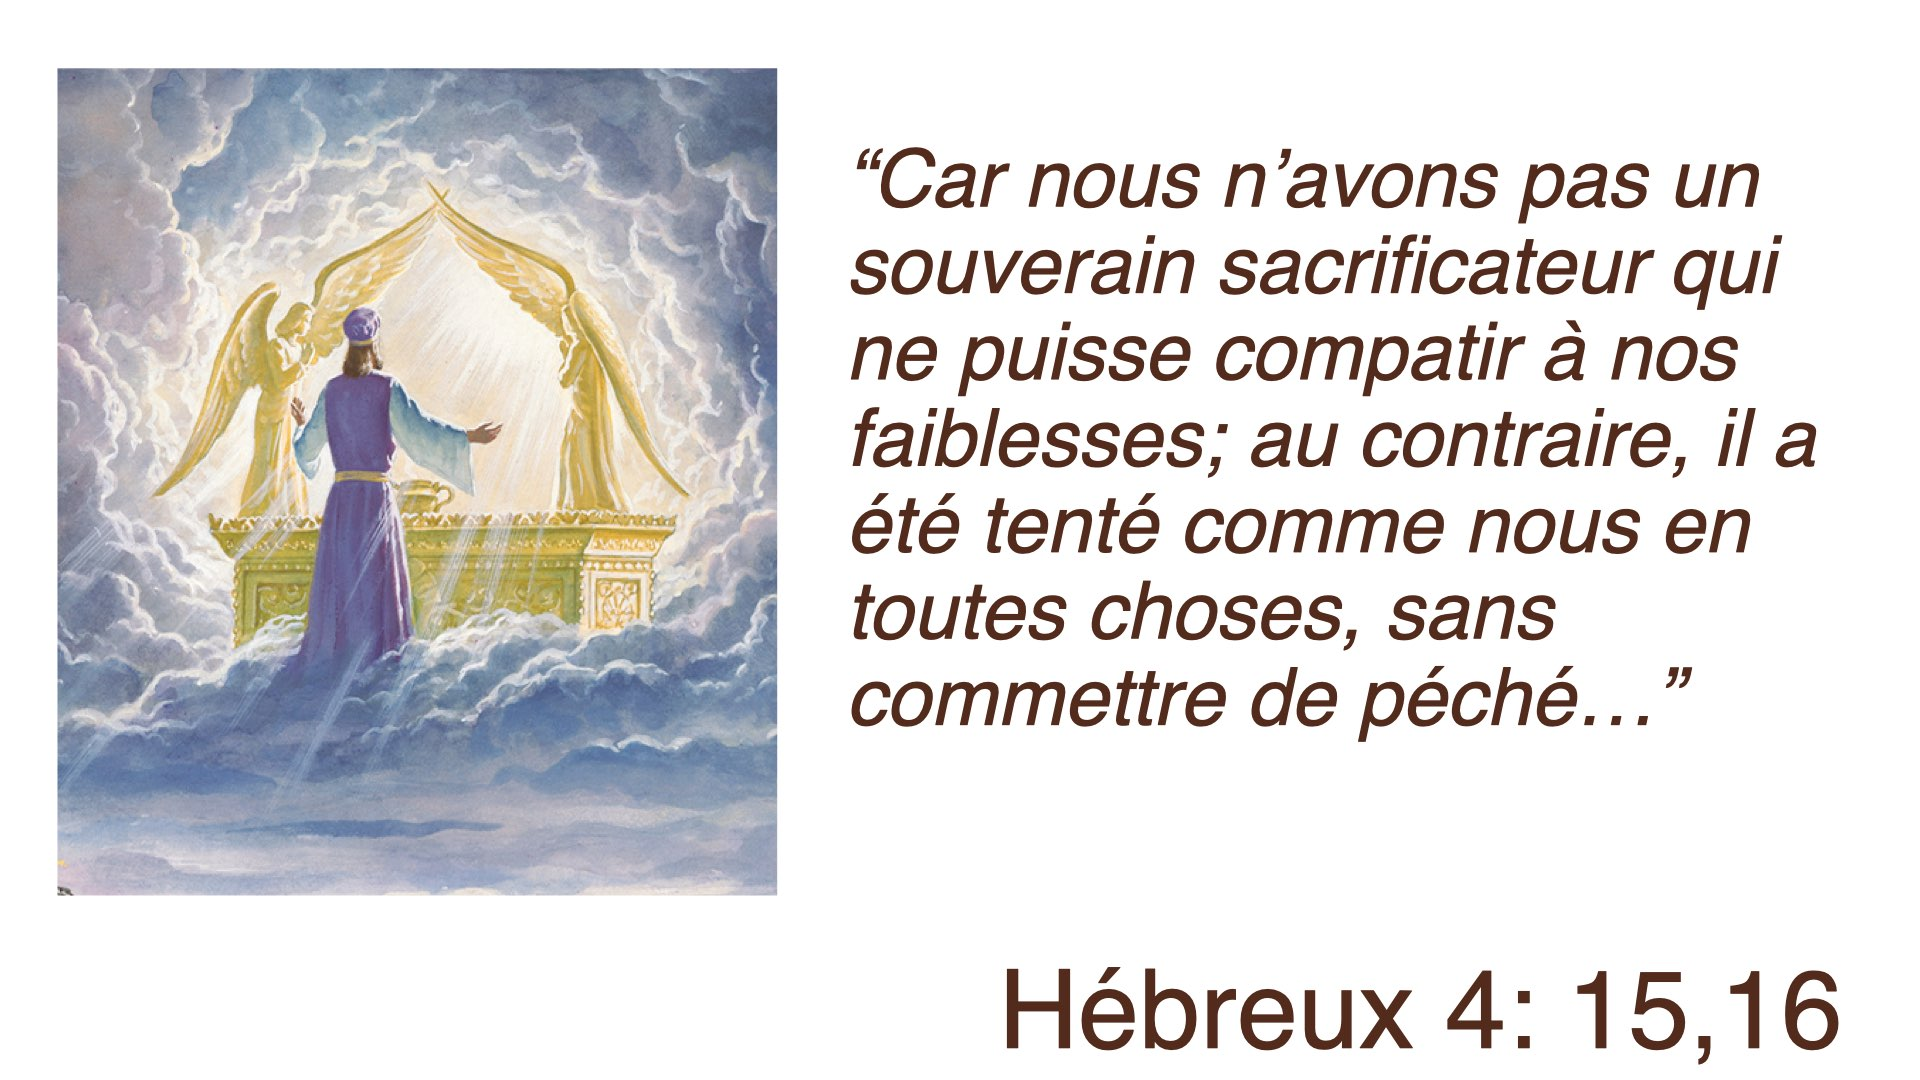 “Car nous n’avons pas un
souverain sacrificateur qui
ne puisse compatir à nos
faiblesses; au contraire, il a
été tenté comme nous en
toutes choses, sans
commettre de péché…”
Hébreux 4: 15,16